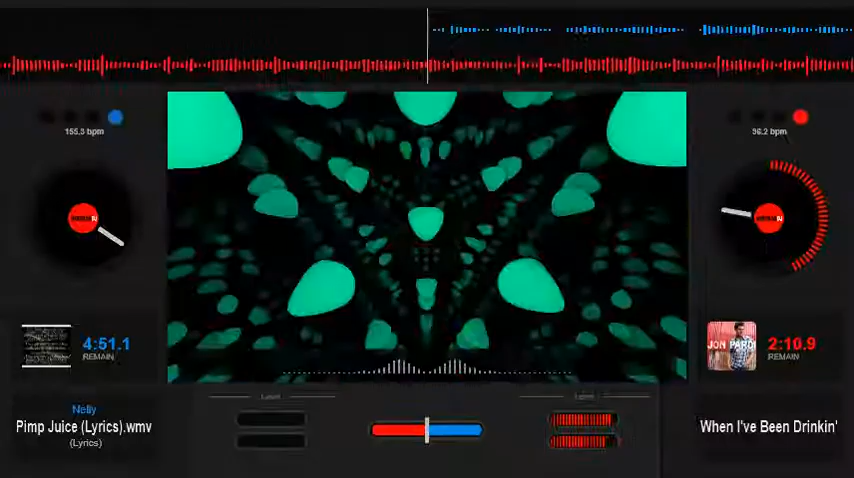 155.3 bpm
36.2 bpm
4:51.1
REMAIN
JON PARDI
2:10.9
REMAIN
Nelly
Pimp Juice (Lyrics).wmv
(Lyrics)
When I've Been Drinkin'